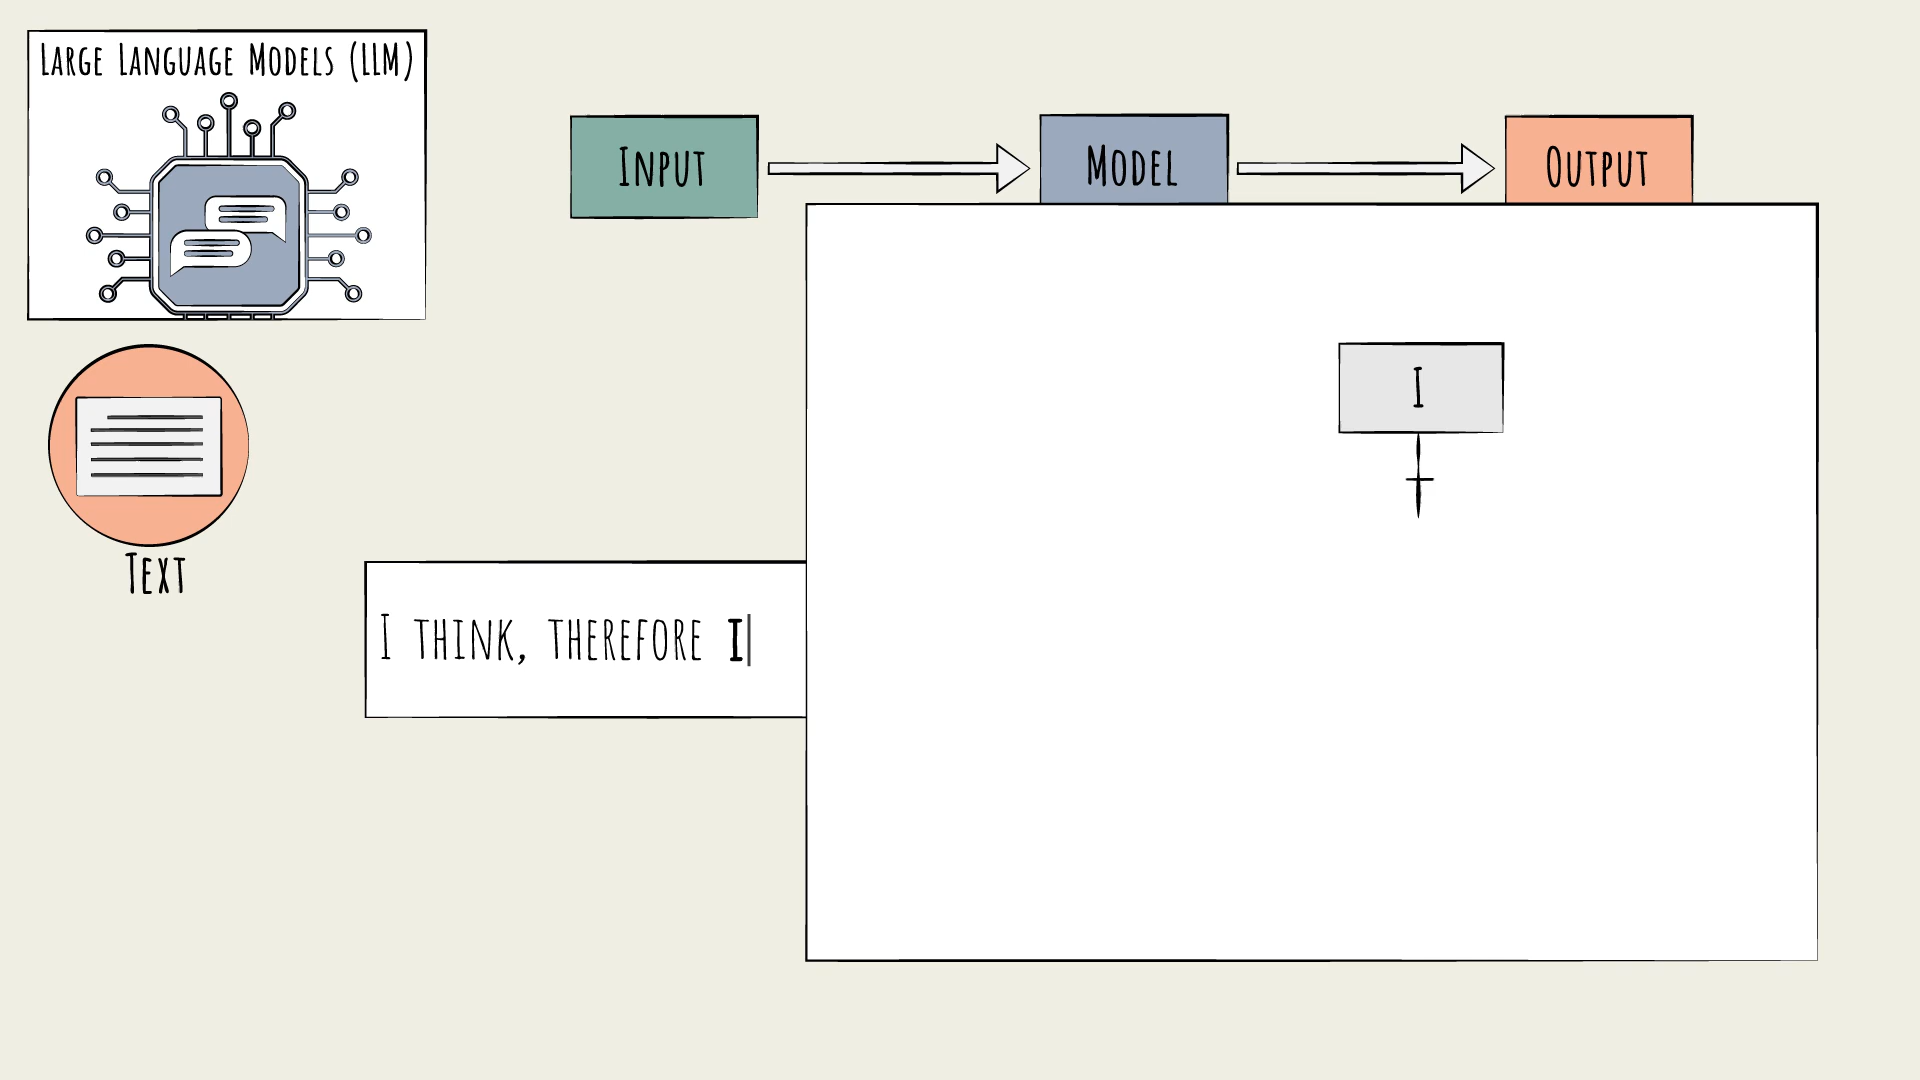 LARGE LANGUAGE MODELS (LLM)
INPUT
MODEL
OUTPUT
I
TEXT
I THINK, THEREFORE I